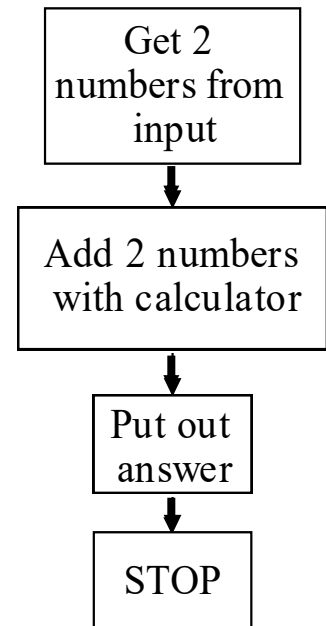 Get 2
numbers from
input
Add 2 numbers
with calculator
Put out
answer
STOP